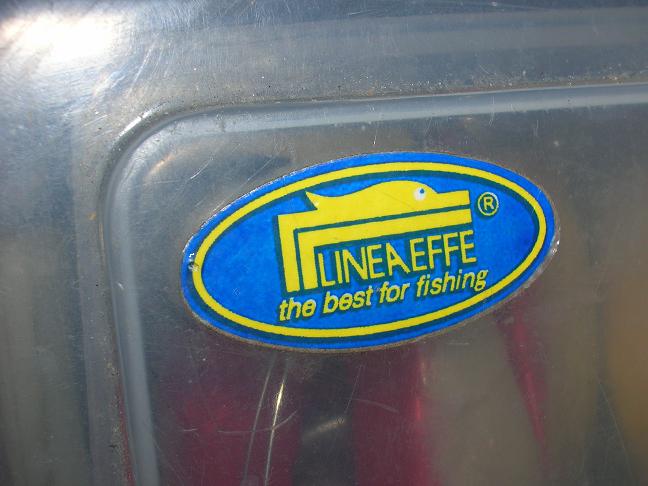 ®
LINEAEFFE
the best for fishing